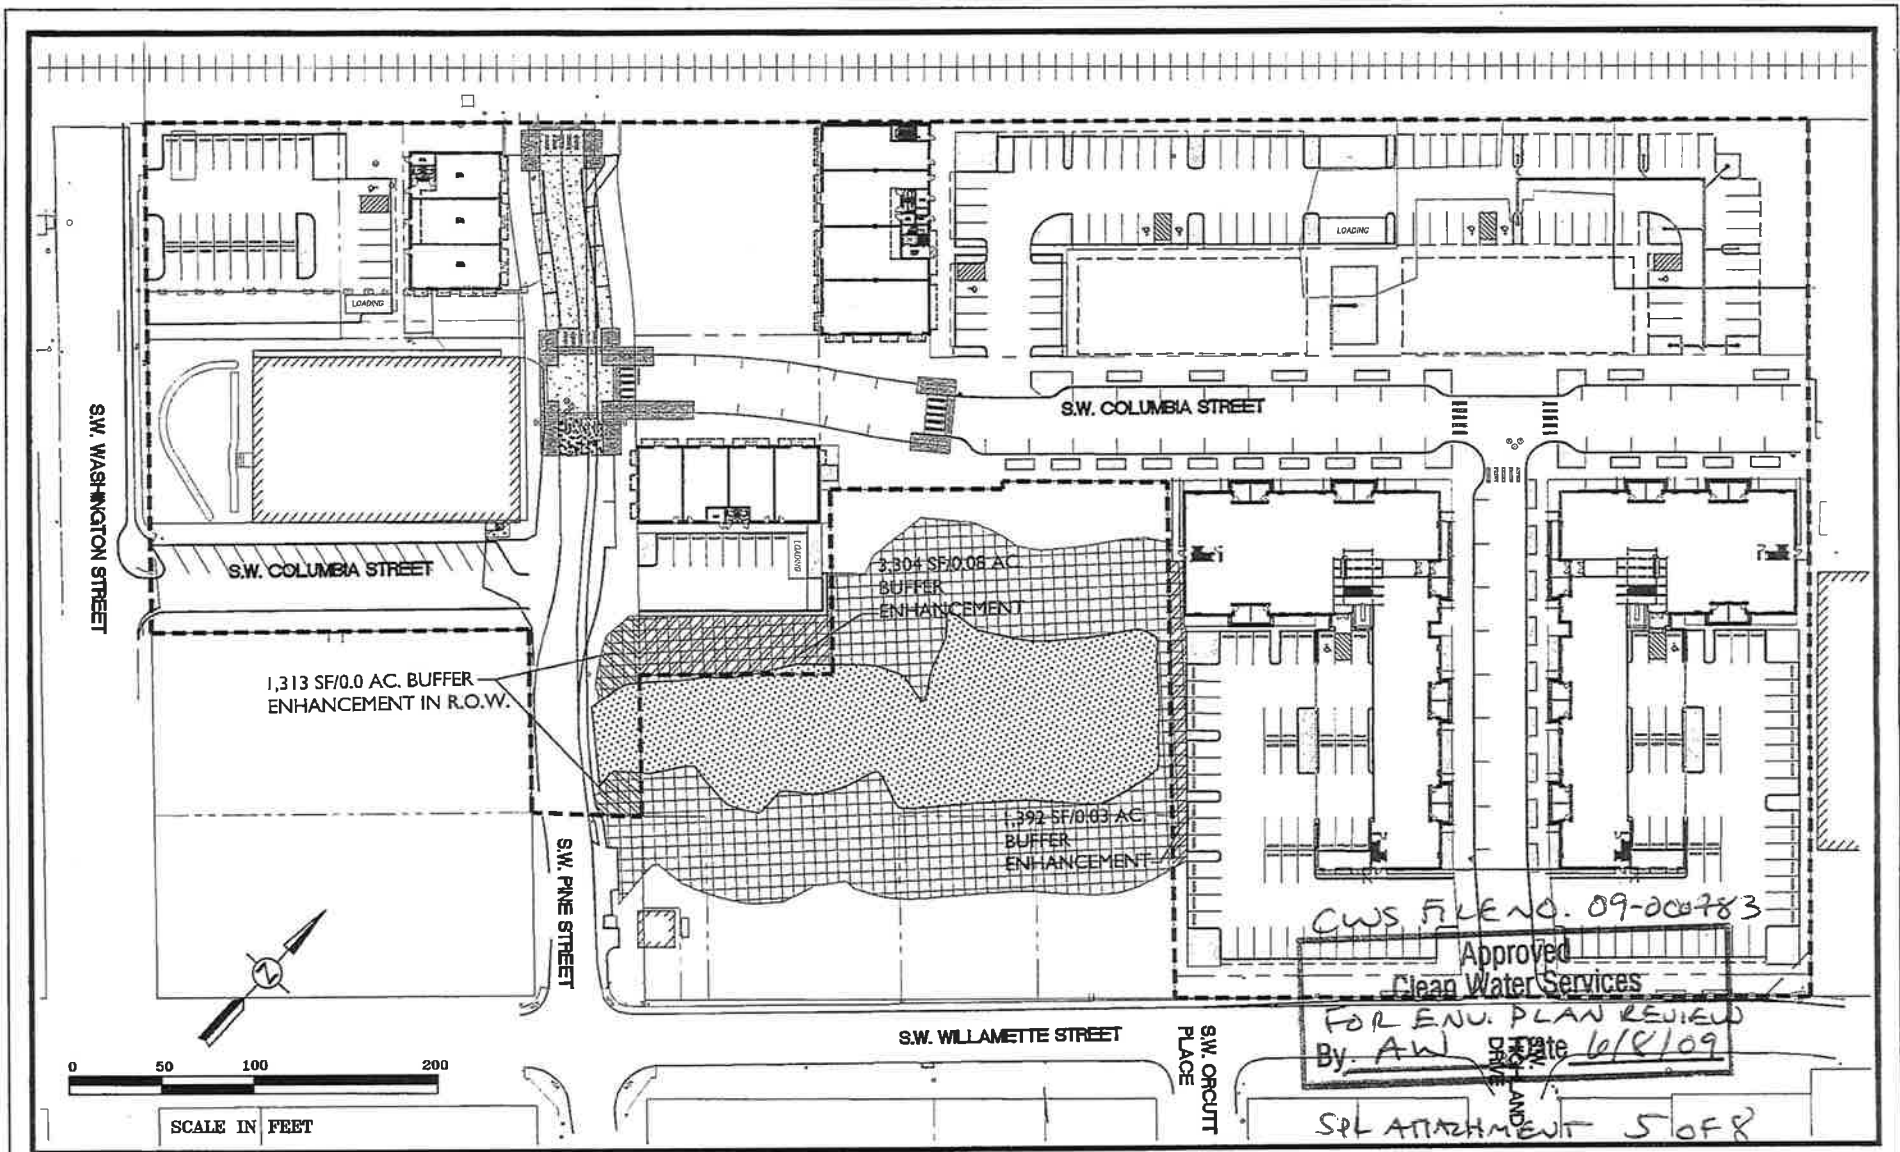 LOADING
LOADING
S.W. COLUMBIA STREET
S.W. WASHINGTON STREET
LOADING
S.W. COLUMBIA STREET
3,304 SF/0.08 AC.
BUFFER
ENHANCEMENT
1,313 SF/0.0 AC. BUFFER
ENHANCEMENT IN R.O.W.
1,392 SF/0.03 AC.
BUFFER
ENHANCEMENT
S.W. PINE STREET
N
CWS FILE NO. 09-000783
Approved
Clean Water Services
FOR ENV. PLAN REVIEW
By AW Date 6/8/09
S.W. WILLAMETTE STREET
S.W. ORCUTT
PLACE
S.W.
HIGHLAND
DRIVE
0 50 100 200
SCALE IN FEET
SPL ATTACHMENT 5 OF 8